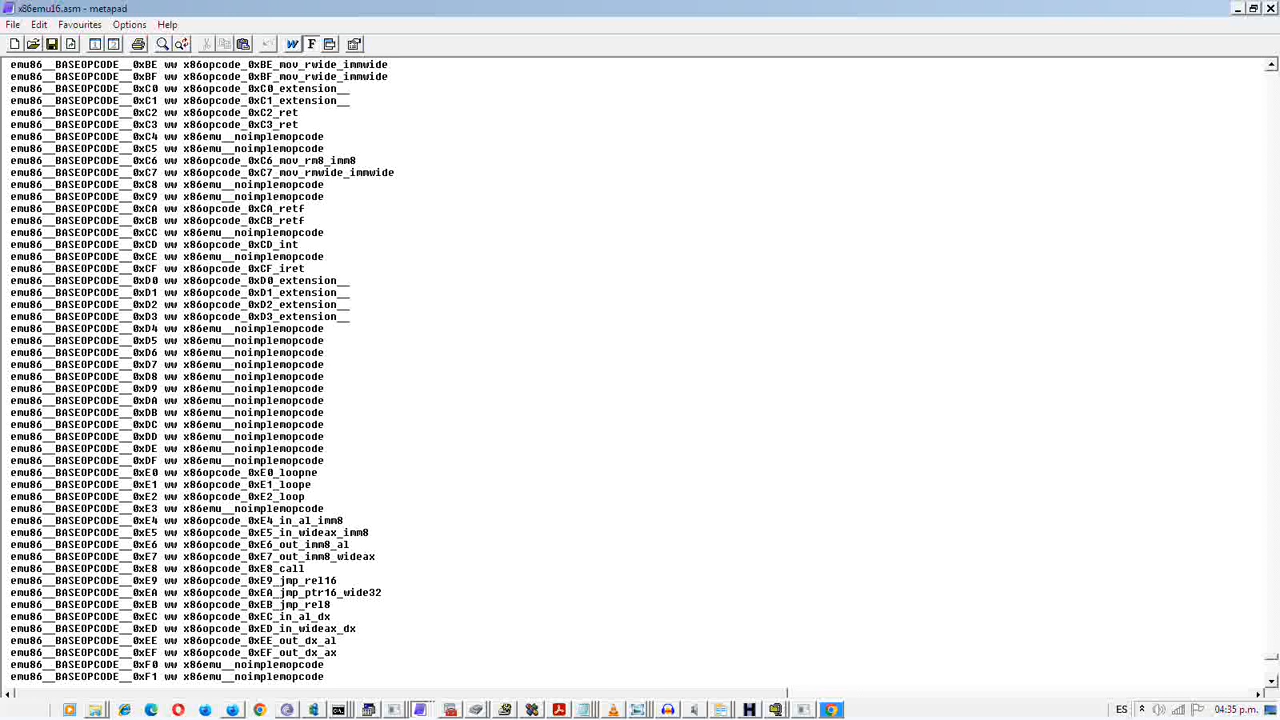 x86emu16.asm - metapad
File Edit Favourites Options Help
emu86__BASEOPCODE__0xBE ww x86opcode_0xBE_mov_rwide_immwide
emu86__BASEOPCODE__0xBF ww x86opcode_0xBF_mov_rwide_immwide
emu86__BASEOPCODE__0xC0 ww x86opcode_0xC0_extension__
emu86__BASEOPCODE__0xC1 ww x86opcode_0xC1_extension__
emu86__BASEOPCODE__0xC2 ww x86opcode_0xC2_ret
emu86__BASEOPCODE__0xC3 ww x86opcode_0xC3_ret
emu86__BASEOPCODE__0xC4 ww x86emu__noimplemopcode
emu86__BASEOPCODE__0xC5 ww x86emu__noimplemopcode
emu86__BASEOPCODE__0xC6 ww x86opcode_0xC6_mov_rm8_imm8
emu86__BASEOPCODE__0xC7 ww x86opcode_0xC7_mov_rmwide_immwide
emu86__BASEOPCODE__0xC8 ww x86emu__noimplemopcode
emu86__BASEOPCODE__0xC9 ww x86emu__noimplemopcode
emu86__BASEOPCODE__0xCA ww x86opcode_0xCA_retf
emu86__BASEOPCODE__0xCB ww x86opcode_0xCB_retf
emu86__BASEOPCODE__0xCC ww x86emu__noimplemopcode
emu86__BASEOPCODE__0xCD ww x86opcode_0xCD_int
emu86__BASEOPCODE__0xCE ww x86emu__noimplemopcode
emu86__BASEOPCODE__0xCF ww x86opcode_0xCF_iret
emu86__BASEOPCODE__0xD0 ww x86opcode_0xD0_extension__
emu86__BASEOPCODE__0xD1 ww x86opcode_0xD1_extension__
emu86__BASEOPCODE__0xD2 ww x86opcode_0xD2_extension__
emu86__BASEOPCODE__0xD3 ww x86opcode_0xD3_extension__
emu86__BASEOPCODE__0xD4 ww x86emu__noimplemopcode
emu86__BASEOPCODE__0xD5 ww x86emu__noimplemopcode
emu86__BASEOPCODE__0xD6 ww x86emu__noimplemopcode
emu86__BASEOPCODE__0xD7 ww x86emu__noimplemopcode
emu86__BASEOPCODE__0xD8 ww x86emu__noimplemopcode
emu86__BASEOPCODE__0xD9 ww x86emu__noimplemopcode
emu86__BASEOPCODE__0xDA ww x86emu__noimplemopcode
emu86__BASEOPCODE__0xDB ww x86emu__noimplemopcode
emu86__BASEOPCODE__0xDC ww x86emu__noimplemopcode
emu86__BASEOPCODE__0xDD ww x86emu__noimplemopcode
emu86__BASEOPCODE__0xDE ww x86emu__noimplemopcode
emu86__BASEOPCODE__0xDF ww x86emu__noimplemopcode
emu86__BASEOPCODE__0xE0 ww x86opcode_0xE0_loopne
emu86__BASEOPCODE__0xE1 ww x86opcode_0xE1_loope
emu86__BASEOPCODE__0xE2 ww x86opcode_0xE2_loop
emu86__BASEOPCODE__0xE3 ww x86emu__noimplemopcode
emu86__BASEOPCODE__0xE4 ww x86opcode_0xE4_in_al_imm8
emu86__BASEOPCODE__0xE5 ww x86opcode_0xE5_in_wideax_imm8
emu86__BASEOPCODE__0xE6 ww x86opcode_0xE6_out_imm8_al
emu86__BASEOPCODE__0xE7 ww x86opcode_0xE7_out_imm8_wideax
emu86__BASEOPCODE__0xE8 ww x86opcode_0xE8_call
emu86__BASEOPCODE__0xE9 ww x86opcode_0xE9_jmp_rel16
emu86__BASEOPCODE__0xEA ww x86opcode_0xEA_jmp_ptr16_wide32
emu86__BASEOPCODE__0xEB ww x86opcode_0xEB_jmp_rel8
emu86__BASEOPCODE__0xEC ww x86opcode_0xEC_in_al_dx
emu86__BASEOPCODE__0xED ww x86opcode_0xED_in_wideax_dx
emu86__BASEOPCODE__0xEE ww x86opcode_0xEE_out_dx_al
emu86__BASEOPCODE__0xEF ww x86opcode_0xEF_out_dx_ax
emu86__BASEOPCODE__0xF0 ww x86emu__noimplemopcode
emu86__BASEOPCODE__0xF1 ww x86emu__noimplemopcode
ES 04:35 p.m.